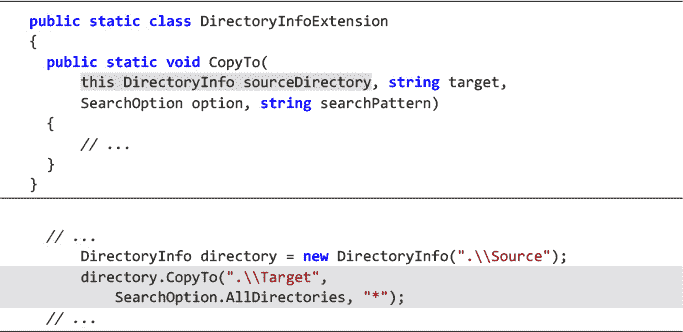 public static class DirectoryInfoExtension
{
  public static void CopyTo(
      this DirectoryInfo sourceDirectory, string target,
      SearchOption option, string searchPattern)
  {
      // ...
  }
}
  // ...
      DirectoryInfo directory = new DirectoryInfo(".\\Source");
      directory.CopyTo(".\\Target",
          SearchOption.AllDirectories, "*");
  // ...